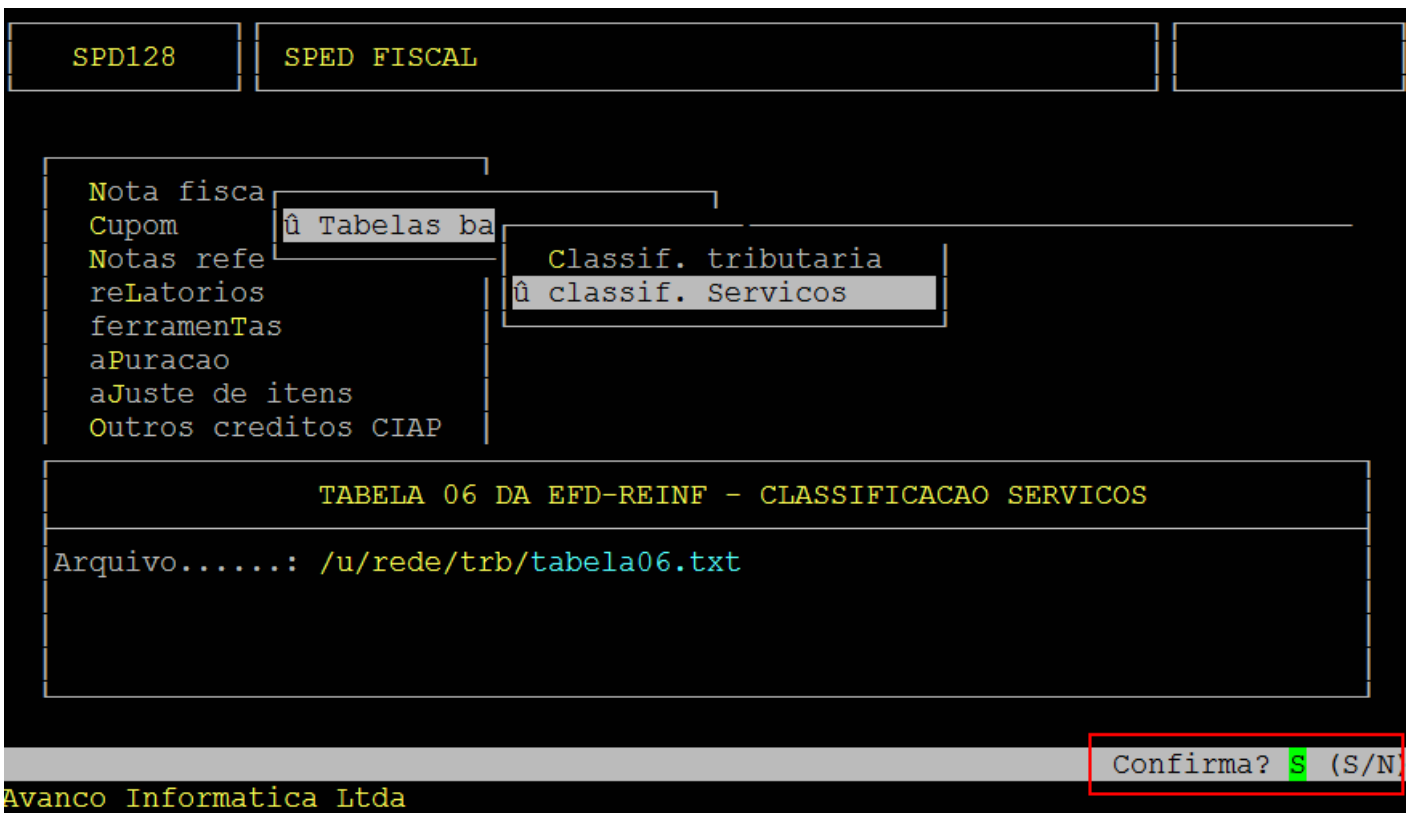 SPD128 SPED FISCAL
Nota fisca
Cupom û Tabelas ba
Notas refe Classif. tributaria
reLatorios û classif. Servicos
ferramenTas
aPuracao
aJuste de itens
Outros creditos CIAP
TABELA 06 DA EFD-REINF - CLASSIFICACAO SERVICOS
Arquivo......: /u/rede/trb/tabela06.txt
Confirma? S (S/N)
Avanco Informatica Ltda